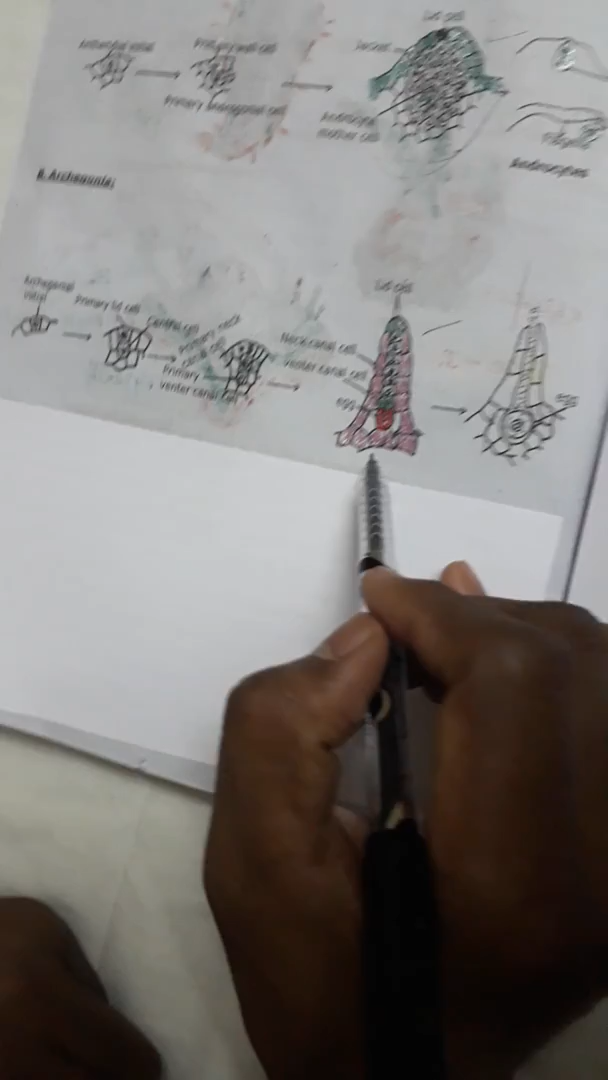 Lid cell
Antheridial initial
Primary wall cell
Jacket
Primary androgonial cell
Androcyte
mother cell
Androcytes
B. Archegonia:
Lid cell
Archegonial
initial
Primary lid cell
Central cell
Primary neck
canal cell
Primary
venter canal cell
Neck canal cell
Venter canal cell
egg
egg